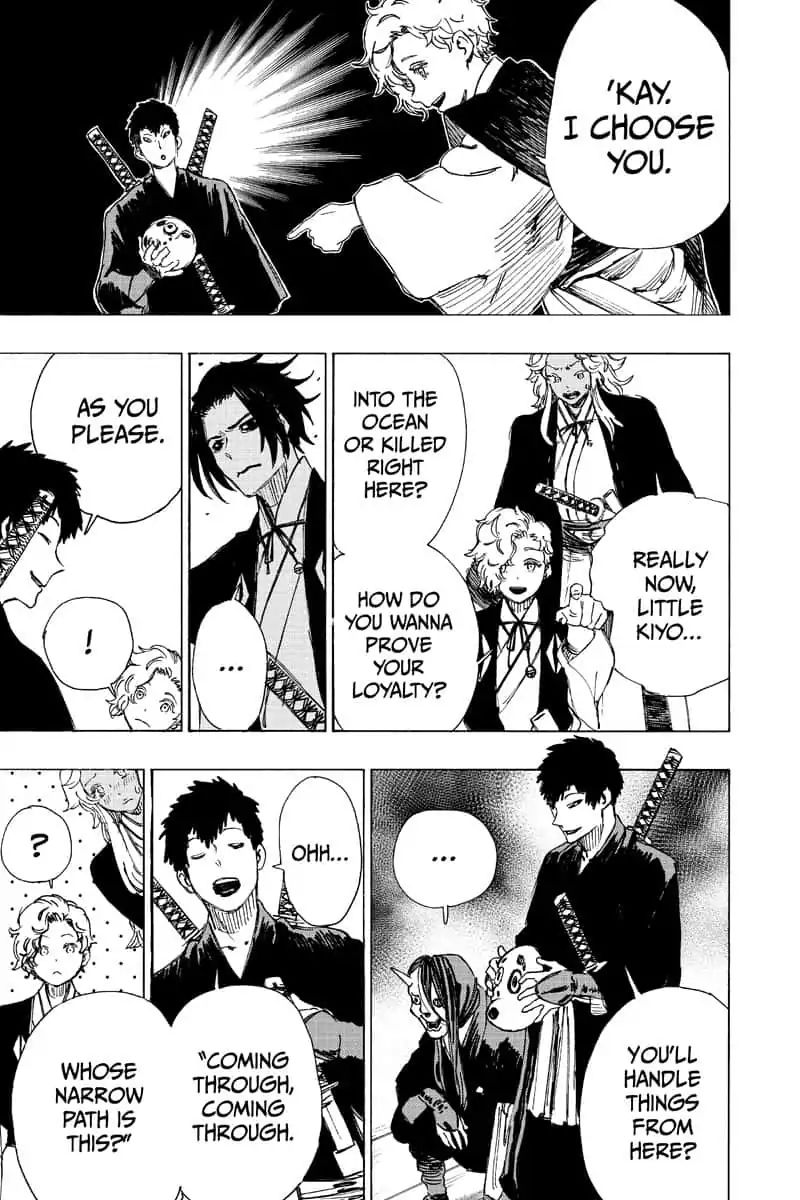 'KAY.
I CHOOSE
YOU.
REALLY
NOW,
LITTLE
KIYO...
INTO THE
OCEAN
OR KILLED
RIGHT
HERE?
HOW DO
YOU WANNA
PROVE
YOUR
LOYALTY?
...
AS YOU
PLEASE.
!
...
YOU'LL
HANDLE
THINGS
FROM
HERE?
OHH...
"COMING
THROUGH,
COMING
THROUGH.
?
WHOSE
NARROW
PATH IS
THIS?"